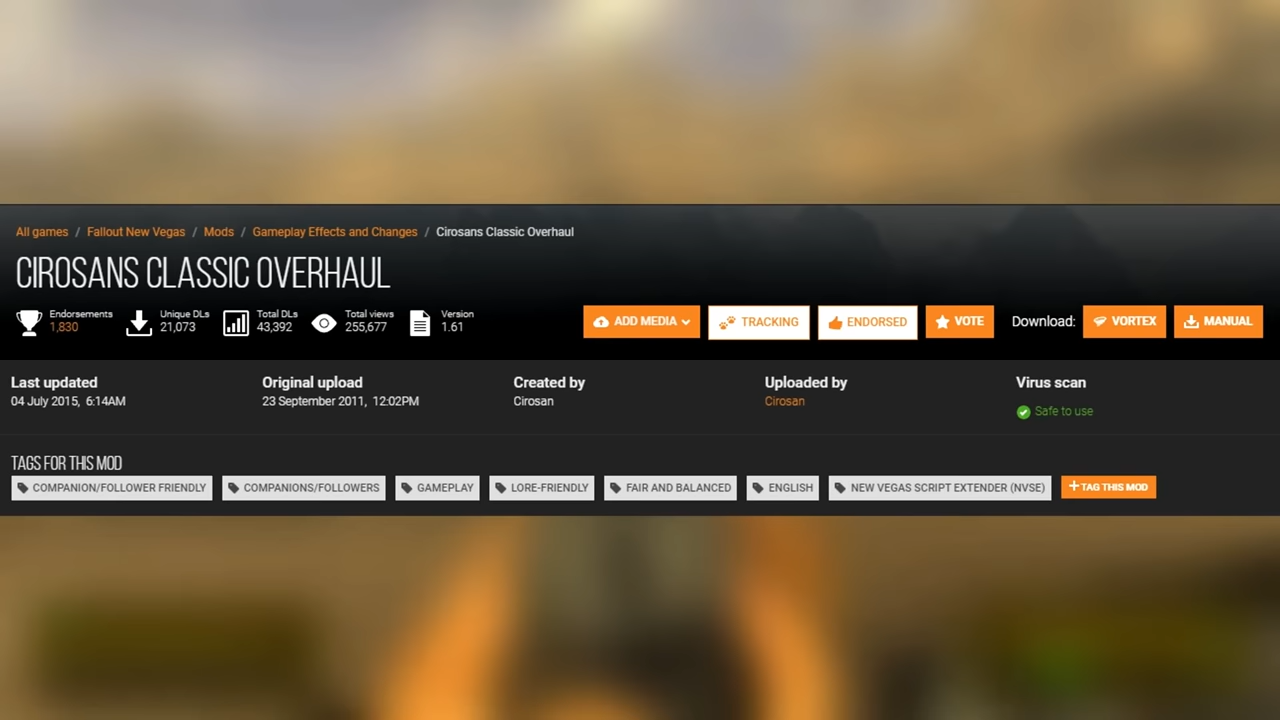 All games / Fallout New Vegas / Mods / Gameplay Effects and Changes / Cirosans Classic Overhaul
CIROSANS CLASSIC OVERHAUL
Endorsements Unique DLs Total DLs Total views Version
1,830 21,073 43,392 255,677 1.61
ADD MEDIA TRACKING ENDORSED VOTE Download: VORTEX MANUAL
Last updated Original upload Created by Uploaded by Virus scan
04 July 2015, 6:14AM 23 September 2011, 12:02PM Cirosan Cirosan Safe to use
TAGS FOR THIS MOD
COMPANION/FOLLOWER FRIENDLY COMPANIONS/FOLLOWERS GAMEPLAY LORE-FRIENDLY FAIR AND BALANCED ENGLISH NEW VEGAS SCRIPT EXTENDER (NVSE) +TAG THIS MOD